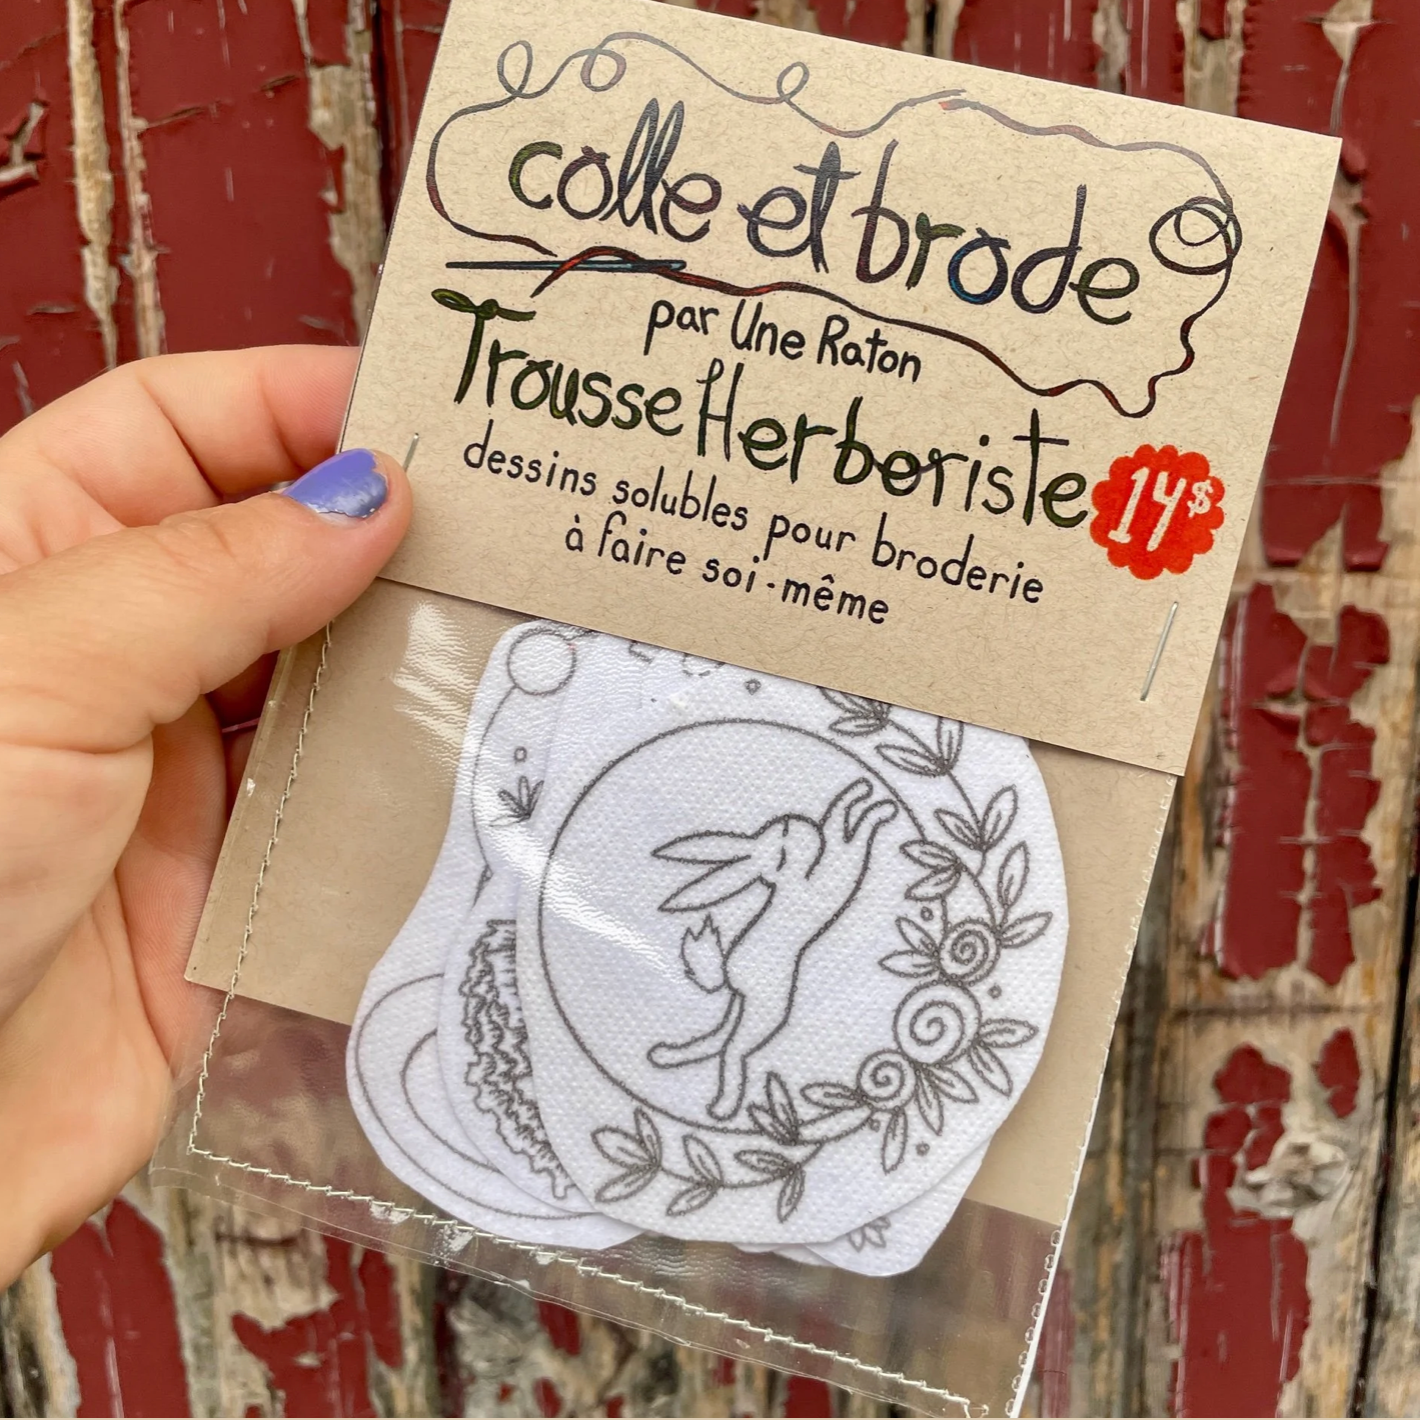 colle et brode
par Une Raton
Trousse Herboriste
14$
dessins solubles pour broderie
à faire soi-même